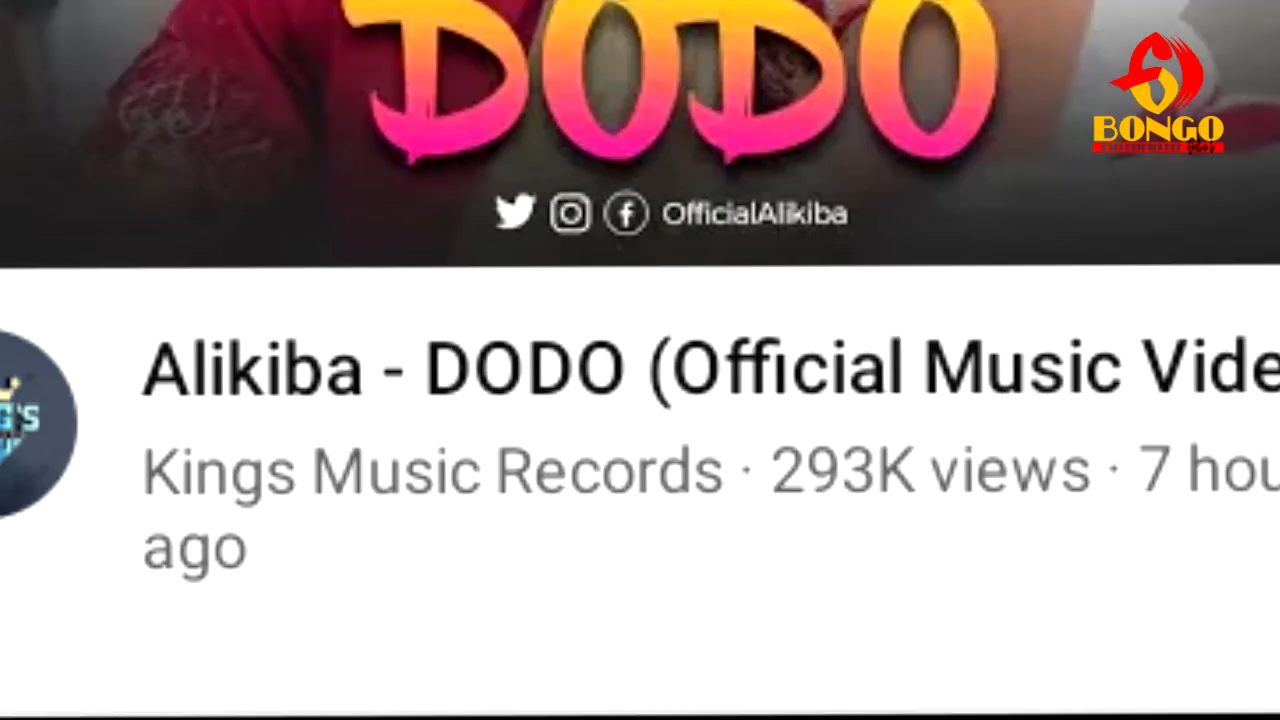 DODO
BONGO
OfficialAlikiba
Alikiba - DODO (Official Music Vide
G'S
Kings Music Records · 293K views · 7 hou
ago